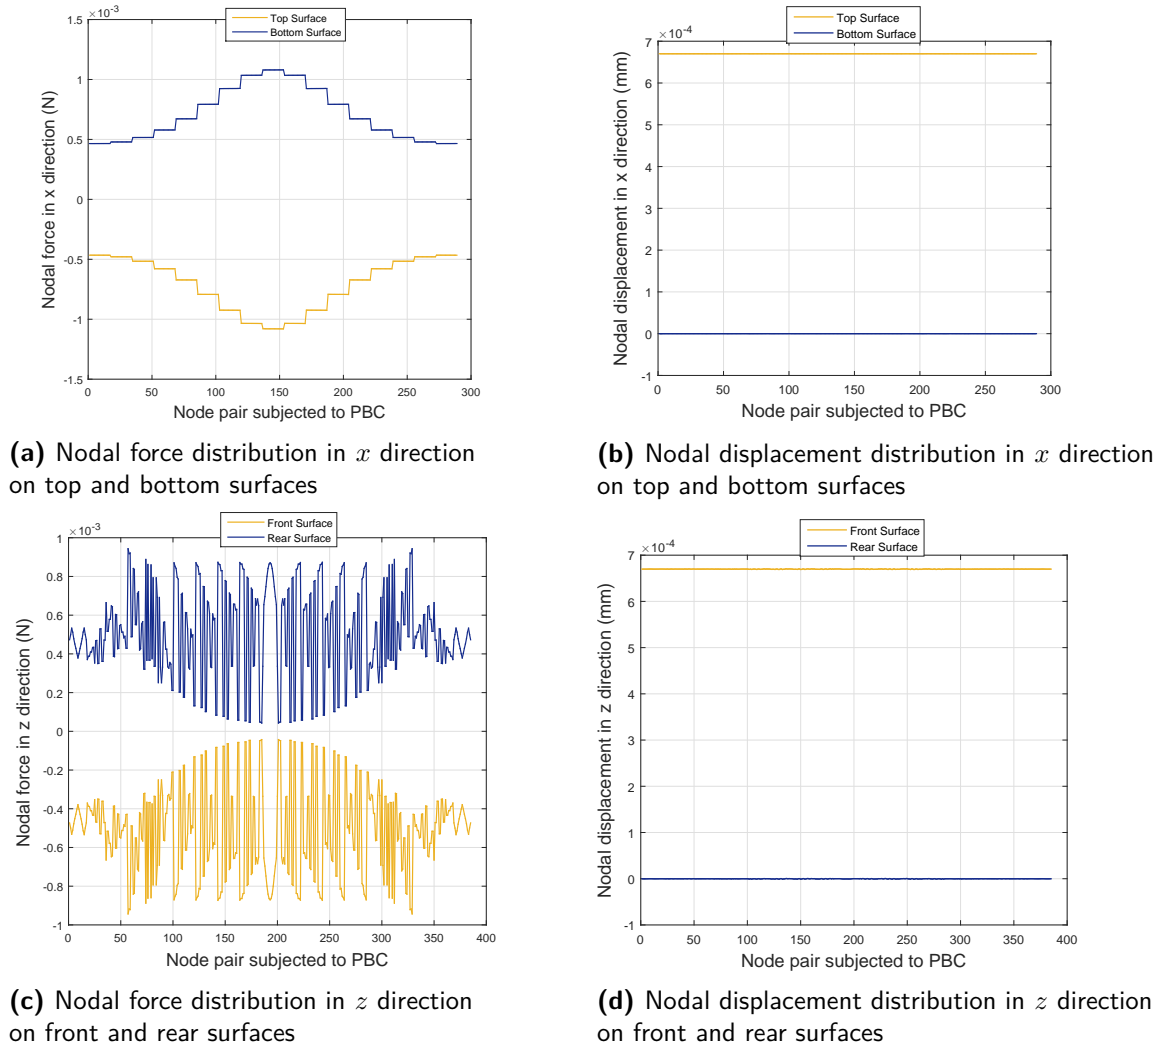 ×10⁻³
Top Surface
Bottom Surface
1.5
1
0.5
0
-0.5
-1
-1.5
0 50 100 150 200 250 300
Nodal force in x direction (N)
Node pair subjected to PBC
(a) Nodal force distribution in x direction
on top and bottom surfaces
×10⁻⁴
Top Surface
Bottom Surface
7
6
5
4
3
2
1
0
-1
0 50 100 150 200 250 300
Nodal displacement in x direction (mm)
Node pair subjected to PBC
(b) Nodal displacement distribution in x direction
on top and bottom surfaces
×10⁻³
Front Surface
Rear Surface
1
0.8
0.6
0.4
0.2
0
-0.2
-0.4
-0.6
-0.8
-1
0 50 100 150 200 250 300 350 400
Nodal force in z direction (N)
Node pair subjected to PBC
(c) Nodal force distribution in z direction
on front and rear surfaces
×10⁻⁴
Front Surface
Rear Surface
7
6
5
4
3
2
1
0
-1
0 50 100 150 200 250 300 350 400
Nodal displacement in z direction (mm)
Node pair subjected to PBC
(d) Nodal displacement distribution in z direction
on front and rear surfaces